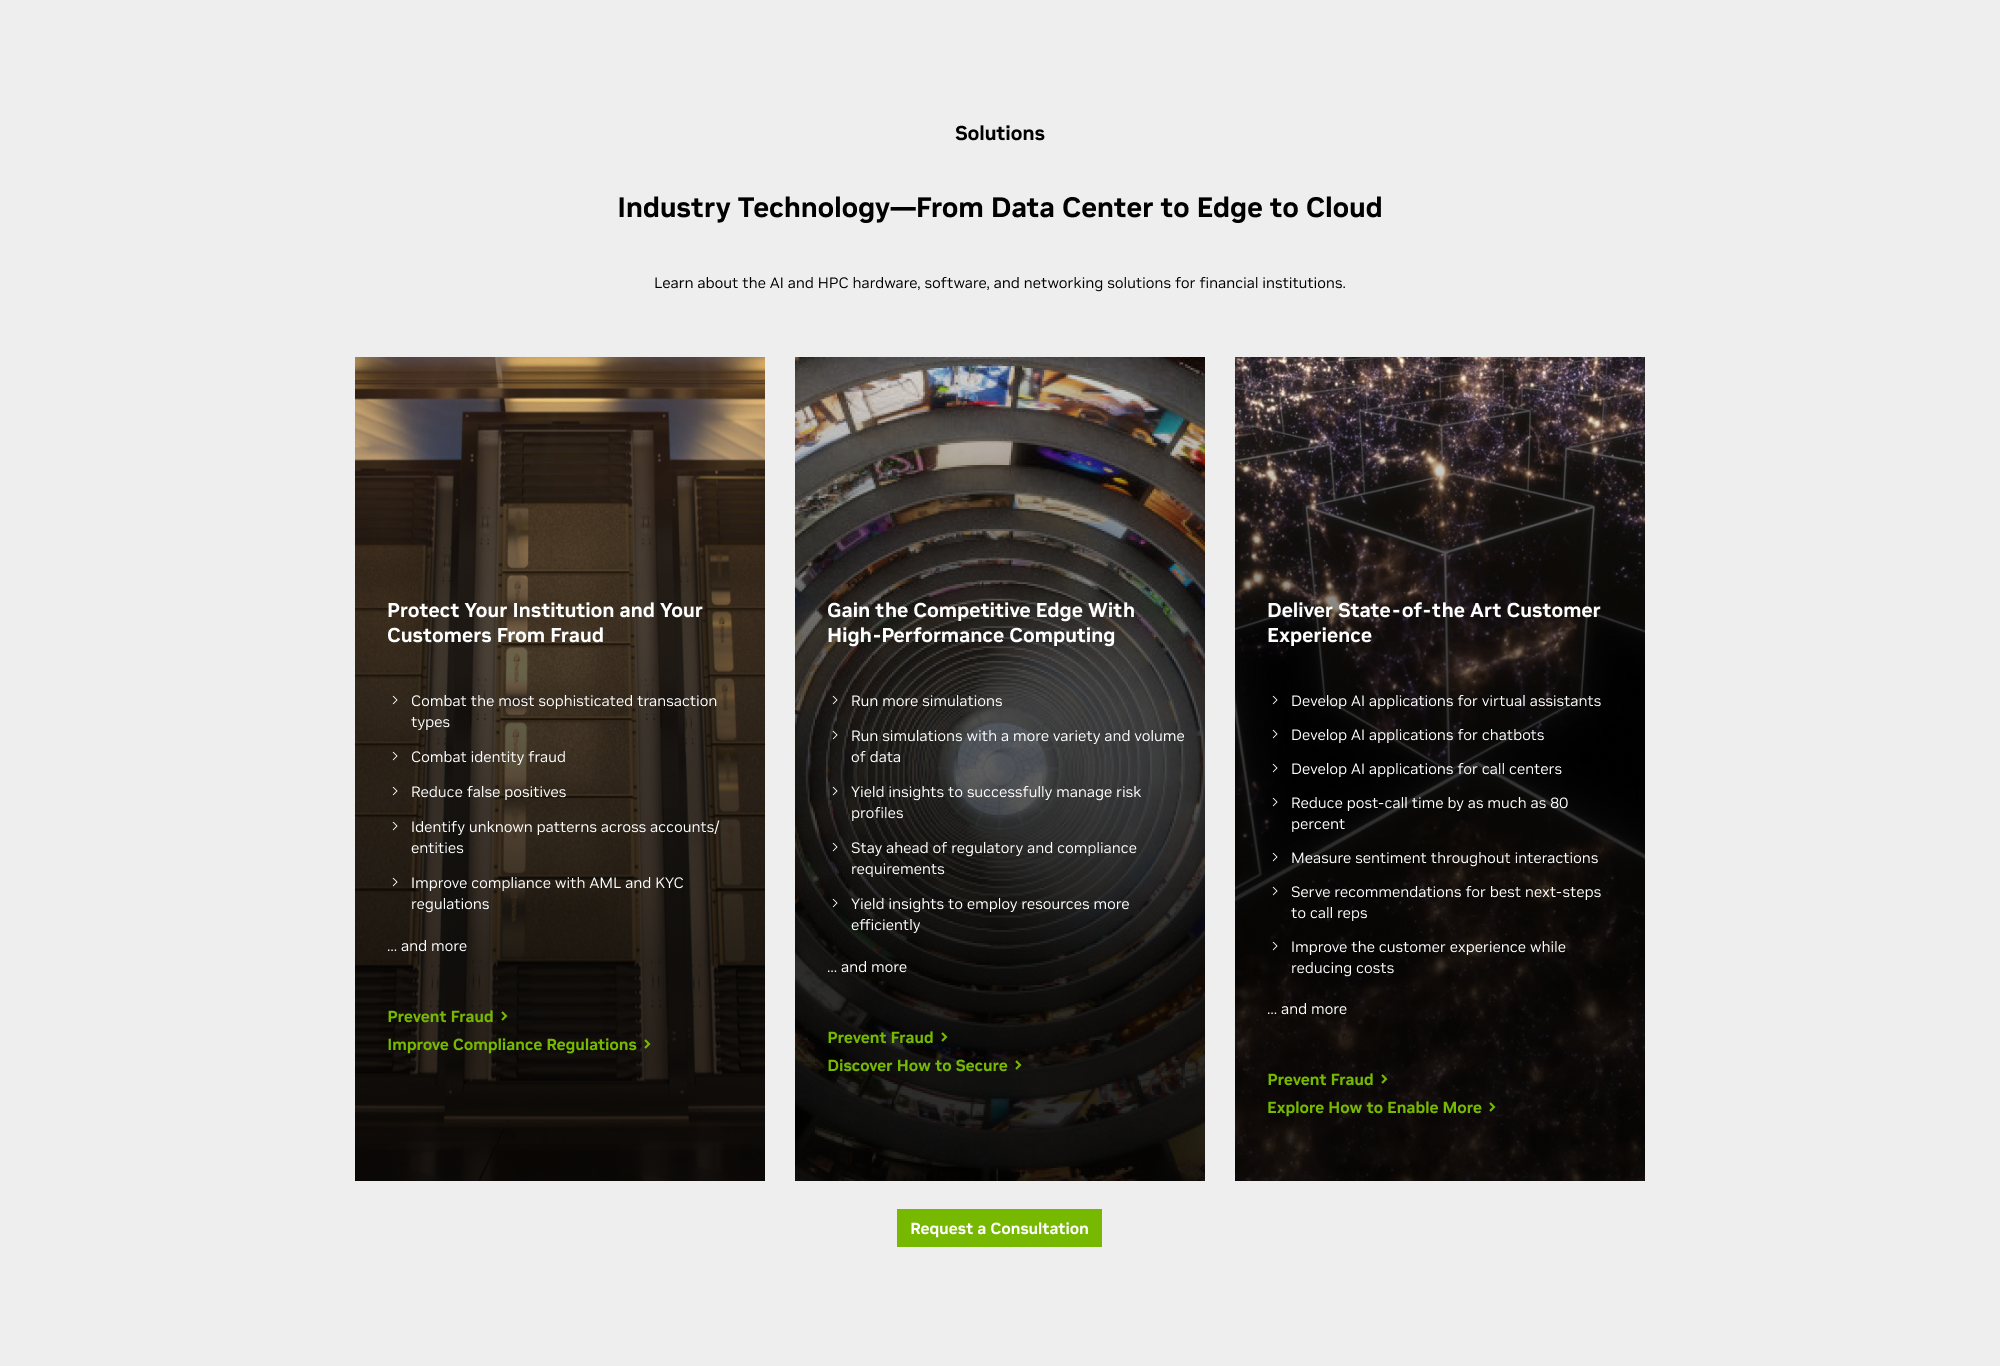 Solutions
Industry Technology—From Data Center to Edge to Cloud
Learn about the AI and HPC hardware, software, and networking solutions for financial institutions.
Protect Your Institution and Your
Customers From Fraud
Combat the most sophisticated transaction
types
Combat identity fraud
Reduce false positives
Identify unknown patterns across accounts/
entities
Improve compliance with AML and KYC
regulations
... and more
Prevent Fraud
Improve Compliance Regulations
Gain the Competitive Edge With
High-Performance Computing
Run more simulations
Run simulations with a more variety and volume
of data
Yield insights to successfully manage risk
profiles
Stay ahead of regulatory and compliance
requirements
Yield insights to employ resources more
efficiently
... and more
Prevent Fraud
Discover How to Secure
Deliver State-of-the Art Customer
Experience
Develop AI applications for virtual assistants
Develop AI applications for chatbots
Develop AI applications for call centers
Reduce post-call time by as much as 80
percent
Measure sentiment throughout interactions
Serve recommendations for best next-steps
to call reps
Improve the customer experience while
reducing costs
... and more
Prevent Fraud
Explore How to Enable More
Request a Consultation